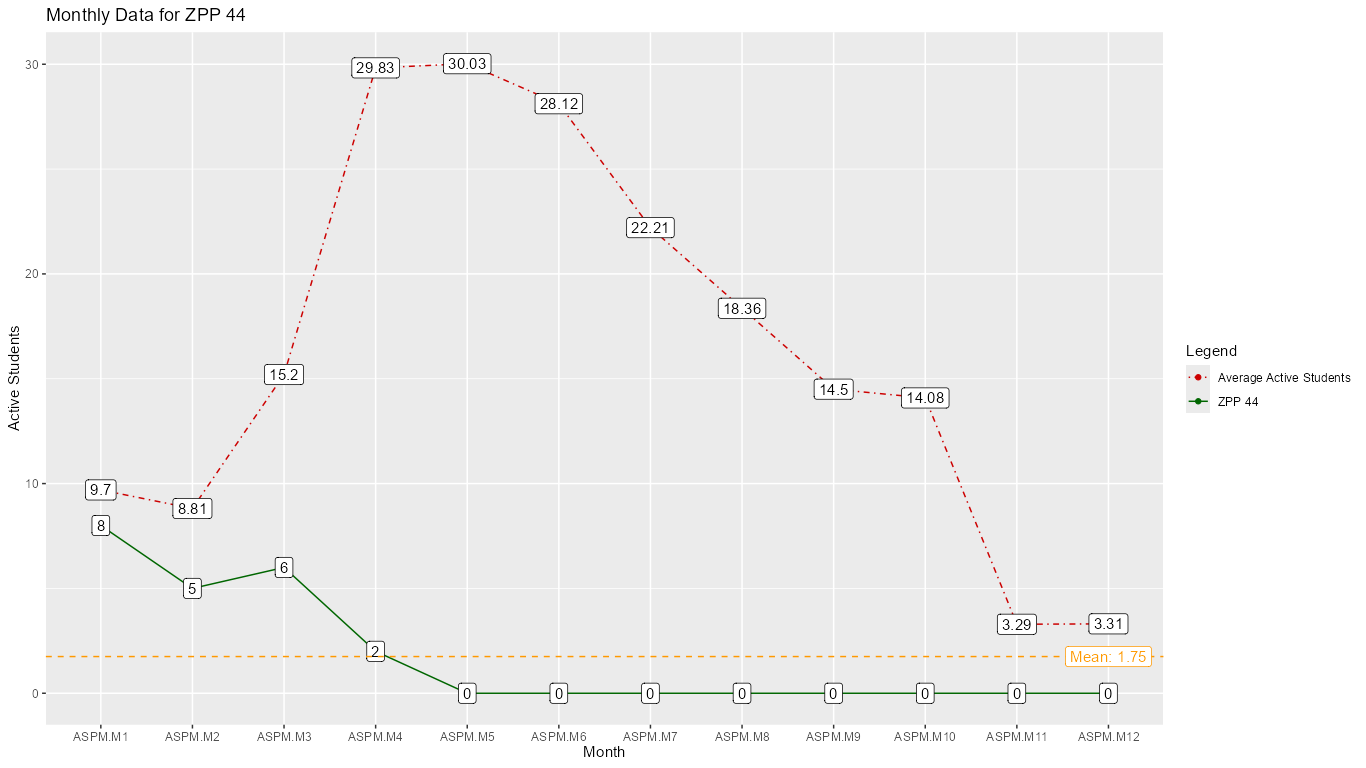 Monthly Data for ZPP 44
Active Students
30
20
10
0
9.7
8.81
15.2
29.83
30.03
28.12
22.21
18.36
14.5
14.08
3.29
3.31
8
5
6
2
0
0
0
0
0
0
0
0
Mean: 1.75
ASPM.M1
ASPM.M2
ASPM.M3
ASPM.M4
ASPM.M5
ASPM.M6
ASPM.M7
ASPM.M8
ASPM.M9
ASPM.M10
ASPM.M11
ASPM.M12
Month
Legend
Average Active Students
ZPP 44